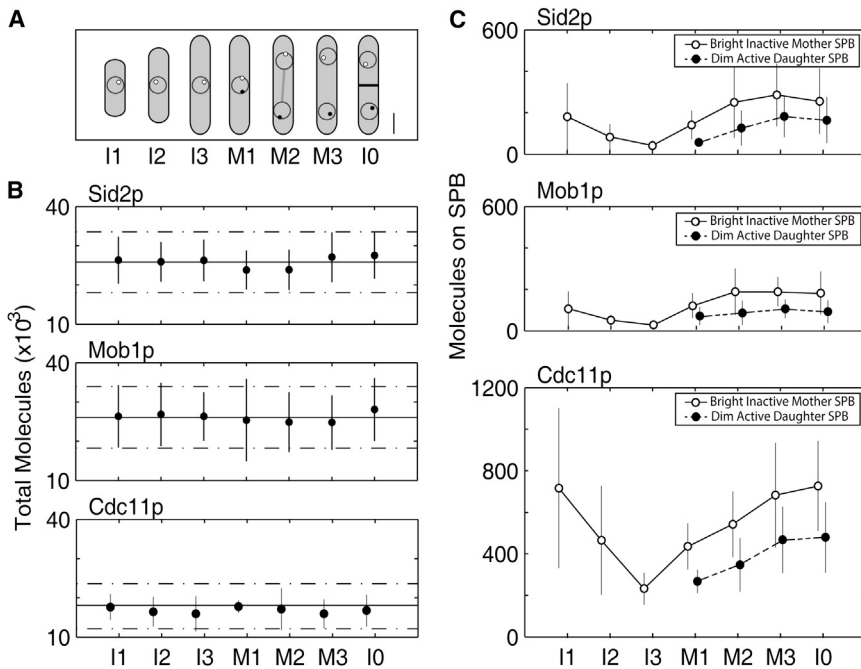 A
I1 I2 I3 M1 M2 M3 I0
B
Total Molecules (x10³)
Sid2p
40
10
Mob1p
40
10
Cdc11p
40
10
I1 I2 I3 M1 M2 M3 I0
C
Molecules on SPB
Sid2p
600
Bright Inactive Mother SPB
Dim Active Daughter SPB
0
Mob1p
600
Bright Inactive Mother SPB
Dim Active Daughter SPB
0
Cdc11p
1200
Bright Inactive Mother SPB
Dim Active Daughter SPB
800
400
0
I1 I2 I3 M1 M2 M3 I0